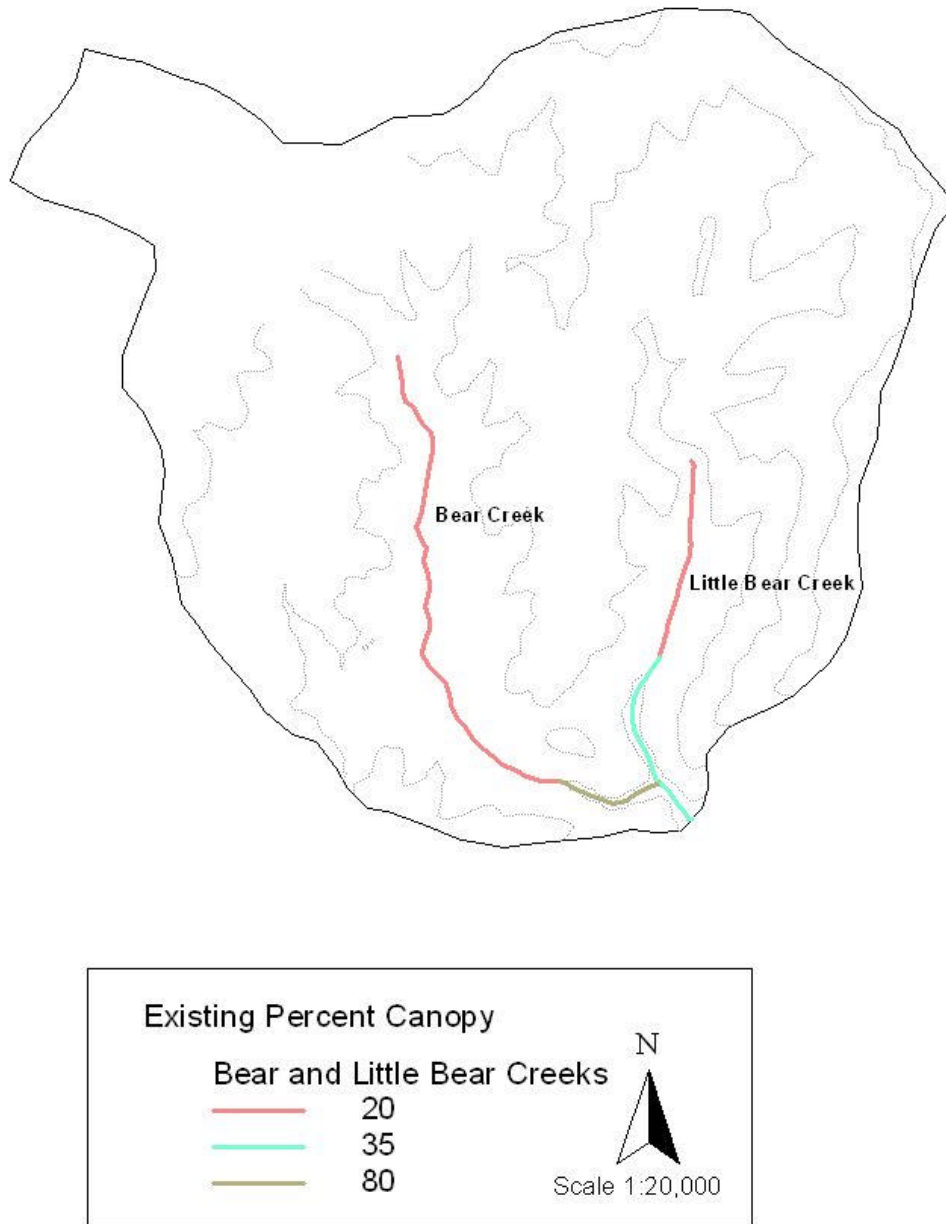 Bear Creek
Little Bear Creek
Existing Percent Canopy
N
Bear and Little Bear Creeks
20
35
80
Scale 1:20,000